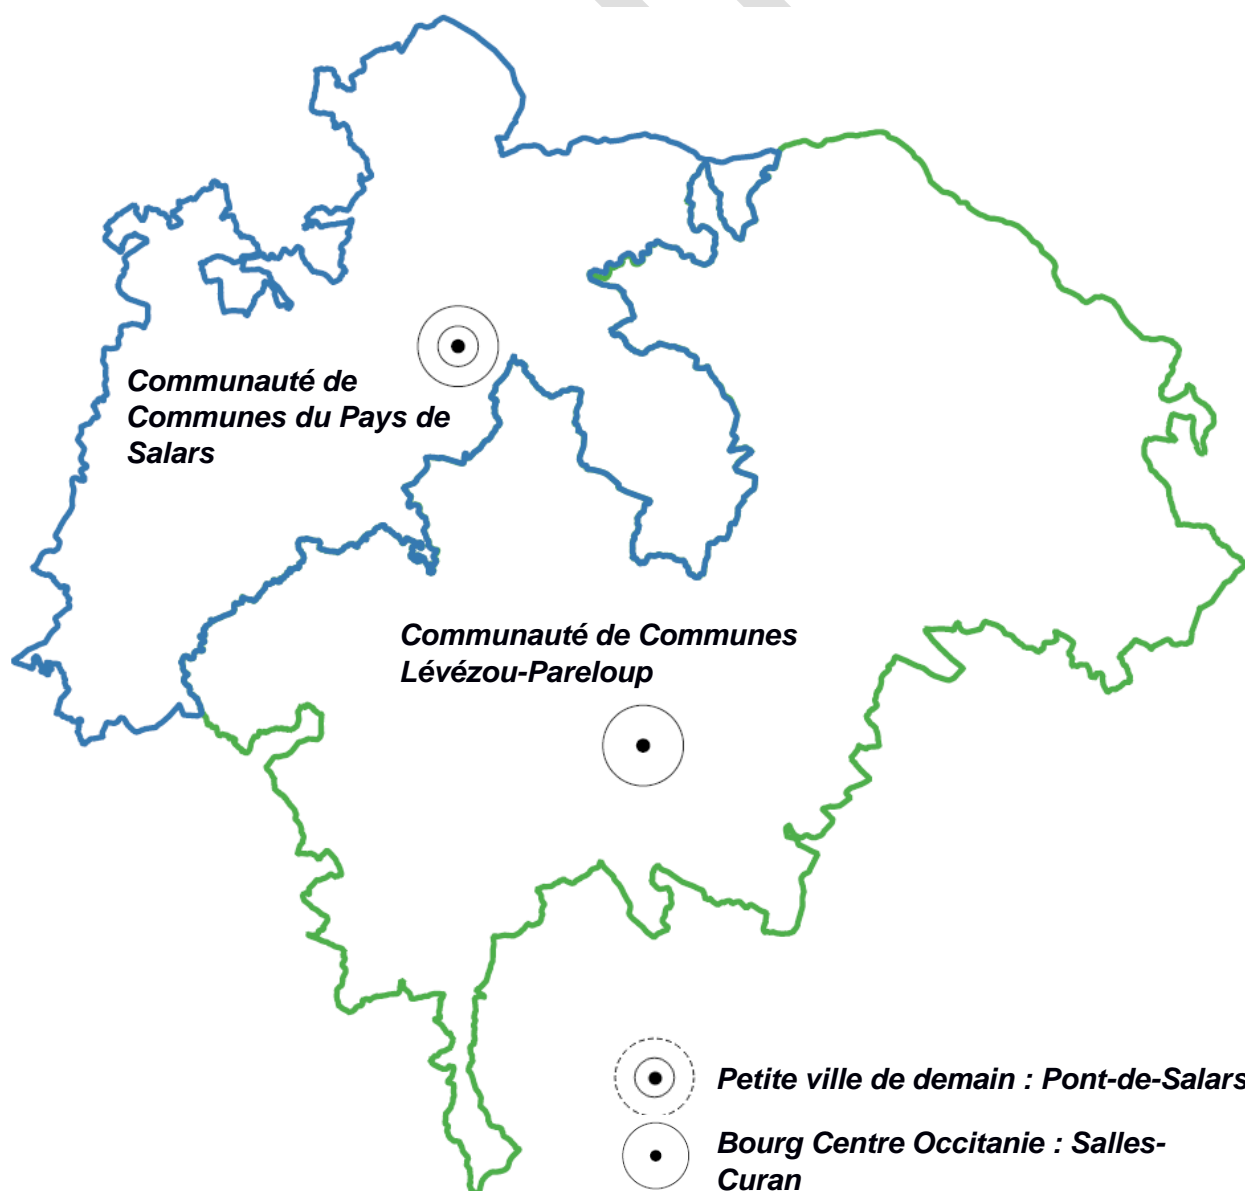 Communauté de
Communes du Pays de
Salars
Communauté de Communes
Lévézou-Pareloup
Petite ville de demain : Pont-de-Salars
Bourg Centre Occitanie : Salles-
Curan